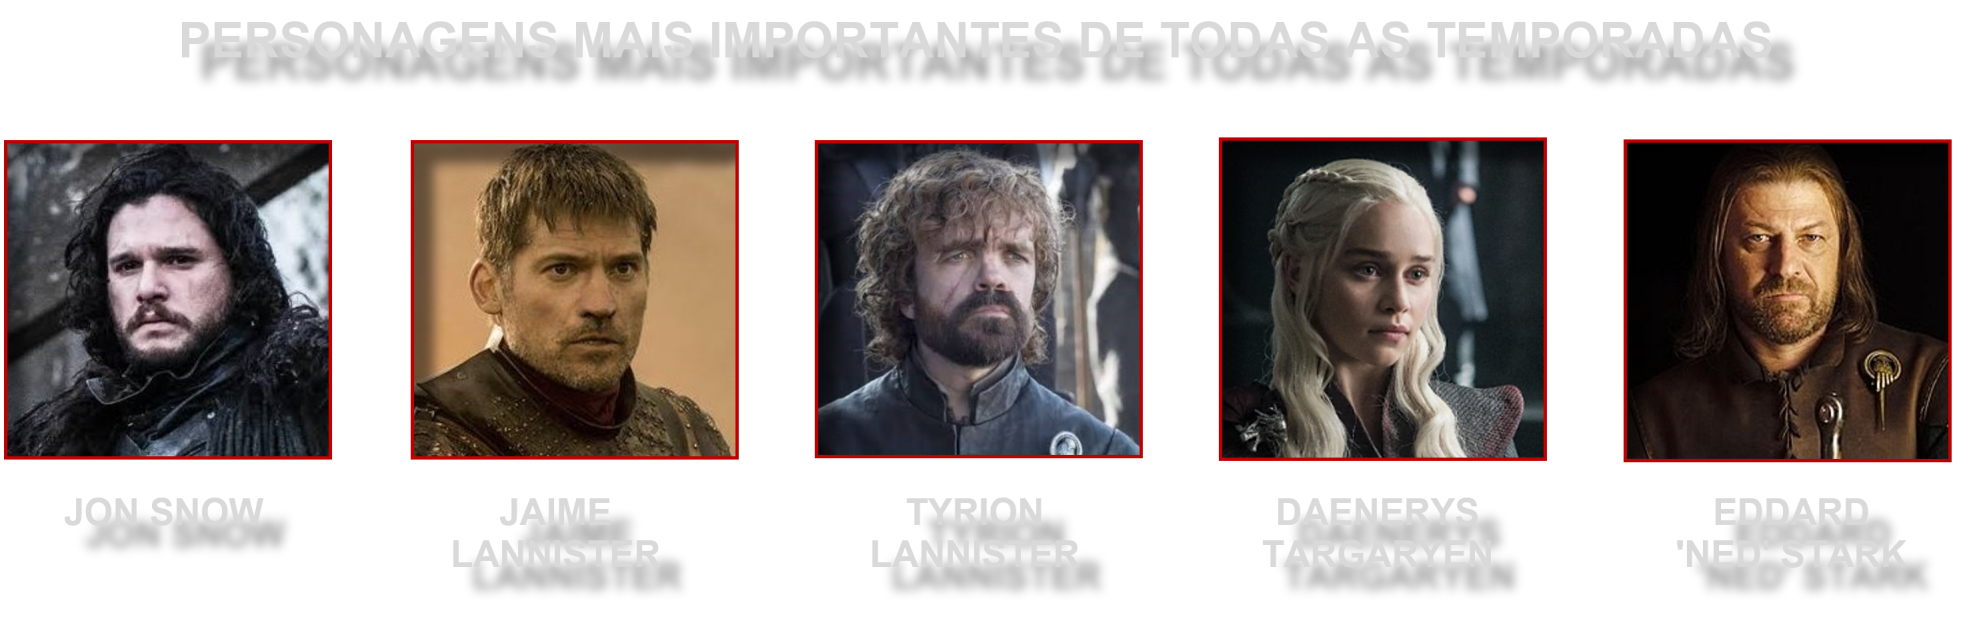 PERSONAGENS MAIS IMPORTANTES DE TODAS AS TEMPORADAS
JON SNOW
JAIME
LANNISTER
TYRION
LANNISTER
DAENERYS
TARGARYEN
EDDARD
'NED' STARK